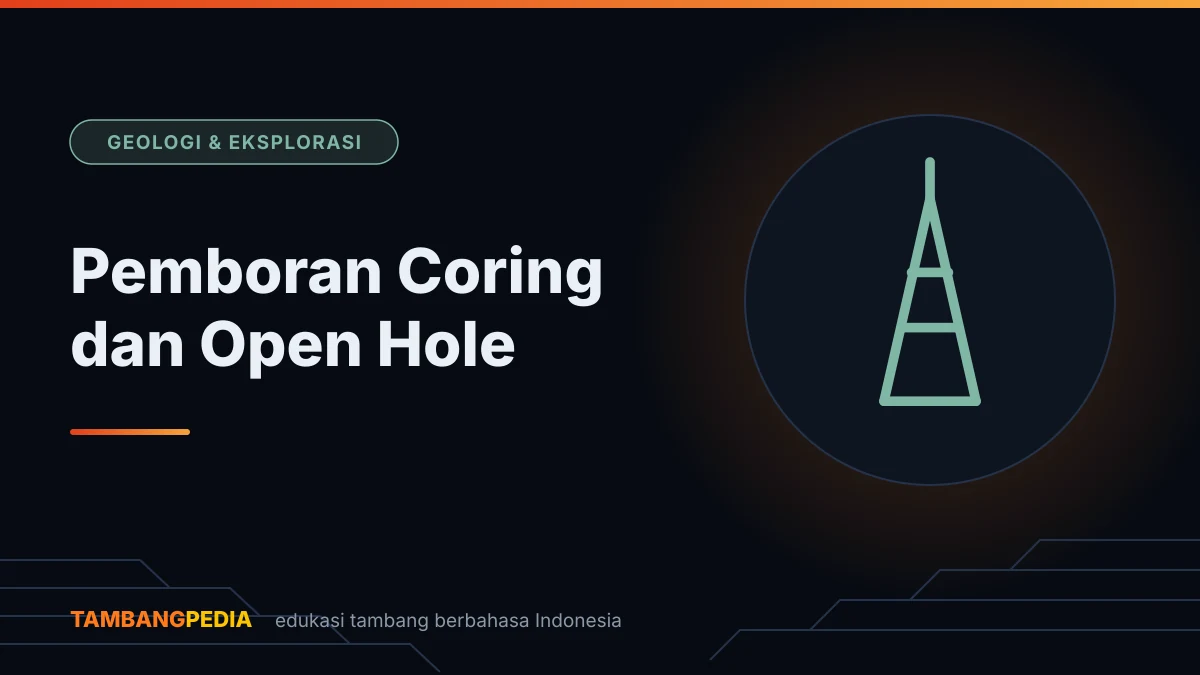 GEOLOGI & EKSPLORASI
Pemboran Coring
dan Open Hole
TAMBANGPEDIA edukasi tambang berbahasa Indonesia